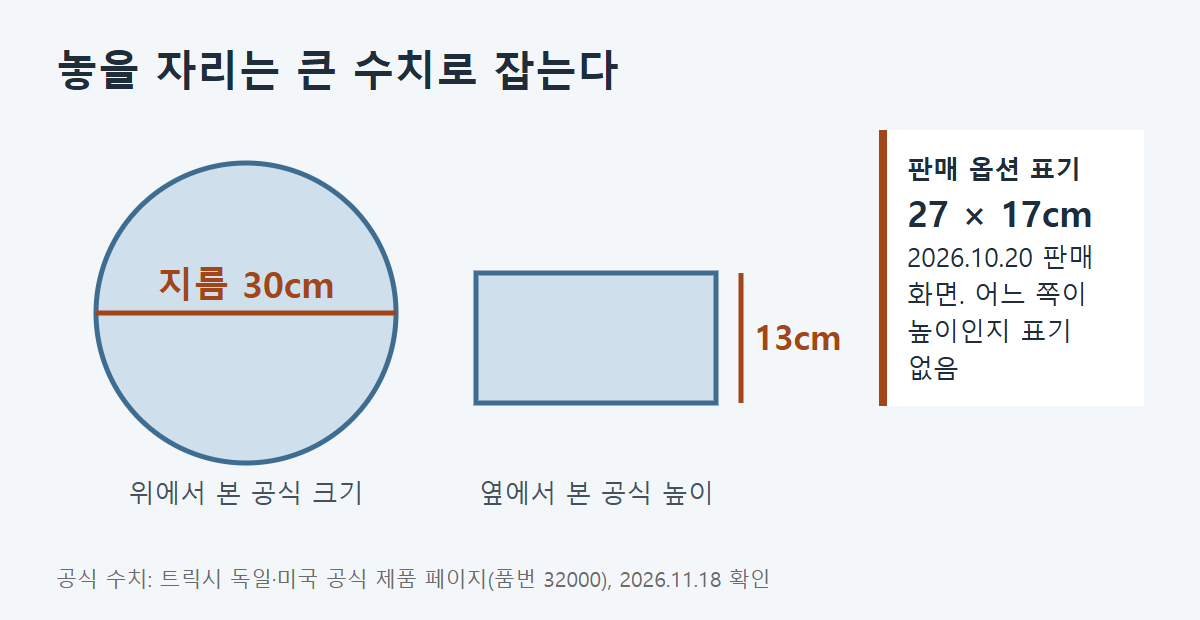 놓을 자리는 큰 수치로 잡는다
지름 30cm
위에서 본 공식 크기
13cm
옆에서 본 공식 높이
판매 옵션 표기
27 × 17cm
2026.10.20 판매
화면. 어느 쪽이
높이인지 표기
없음
공식 수치: 트릭시 독일·미국 공식 제품 페이지(품번 32000), 2026.11.18 확인